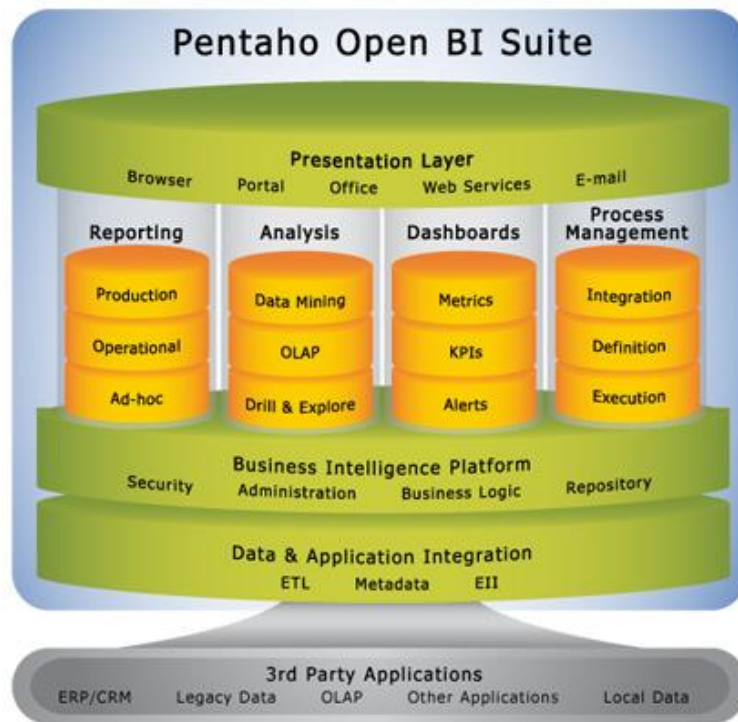 Pentaho Open BI Suite
Presentation Layer
Browser Portal Office Web Services E-mail
Reporting
Production
Operational
Ad-hoc
Analysis
Data Mining
OLAP
Drill & Explore
Dashboards
Metrics
KPIs
Alerts
Process
Management
Integration
Definition
Execution
Business Intelligence Platform
Security Administration Business Logic Repository
Data & Application Integration
ETL Metadata EII
3rd Party Applications
ERP/CRM Legacy Data OLAP Other Applications Local Data